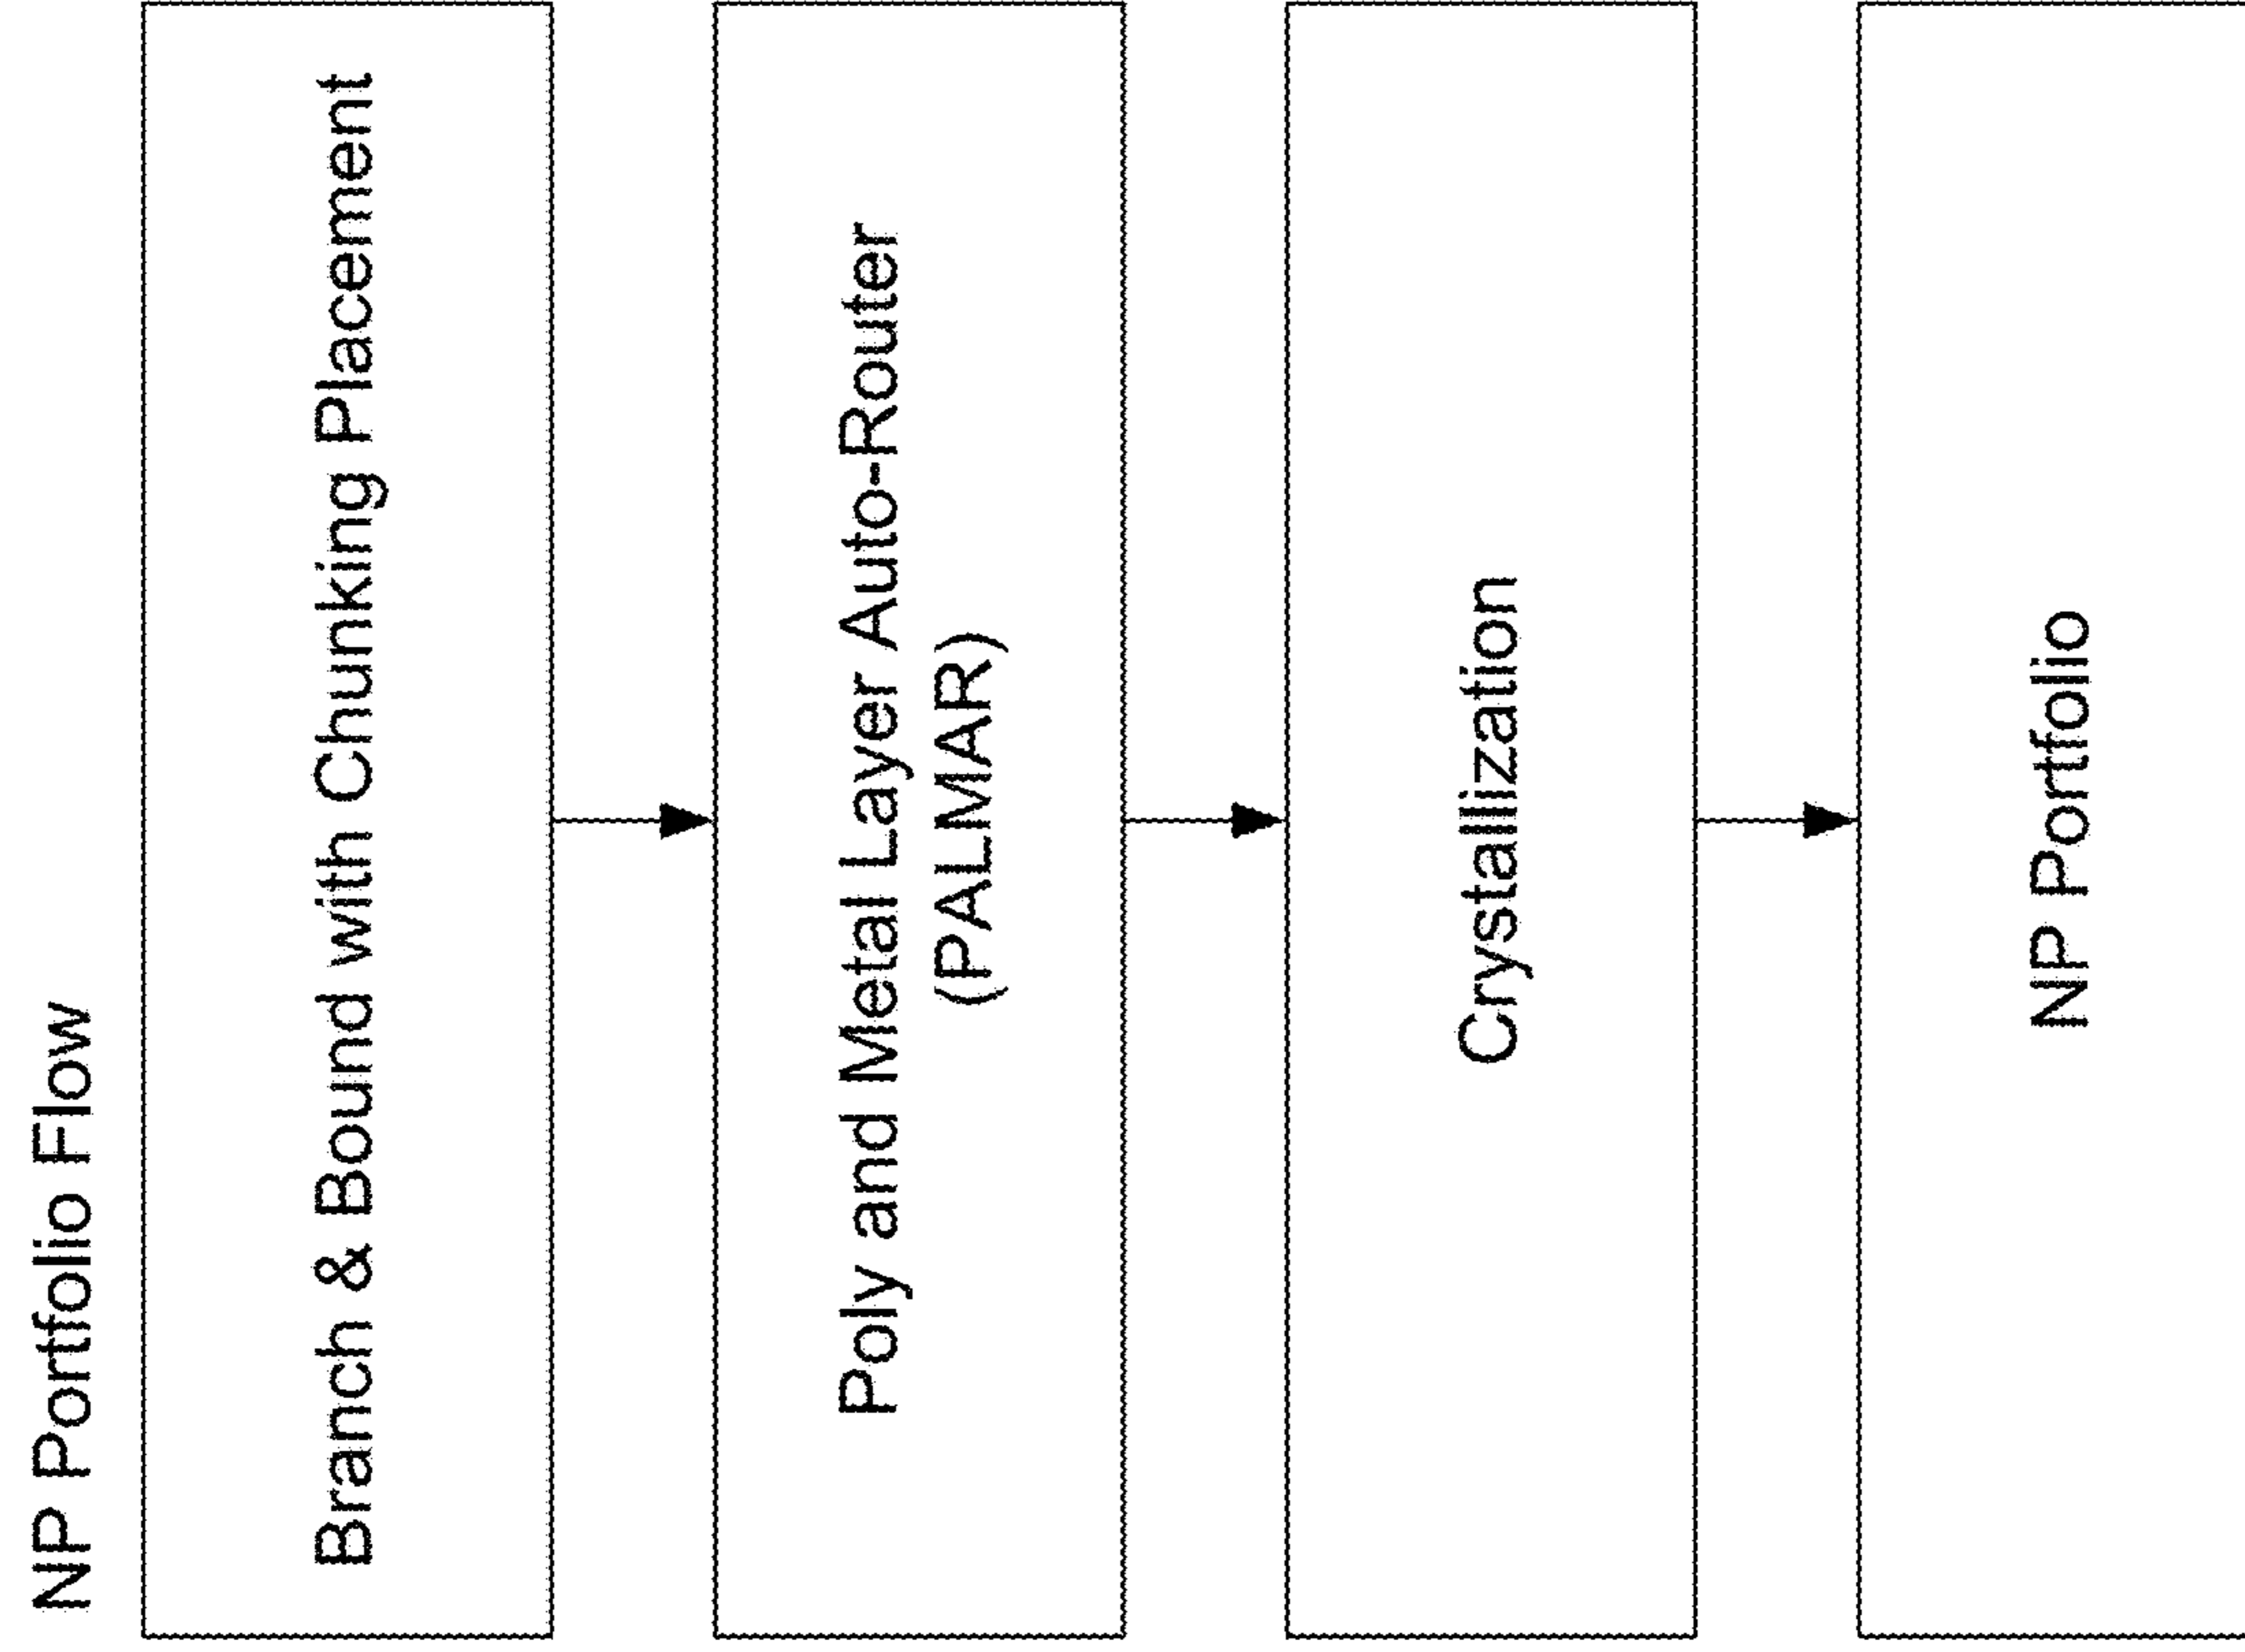 NP Portfolio Flow
Branch & Bound with Chunking Placement
Poly and Metal Layer Auto-Router
(PALMAR)
Crystallization
NP Portfolio